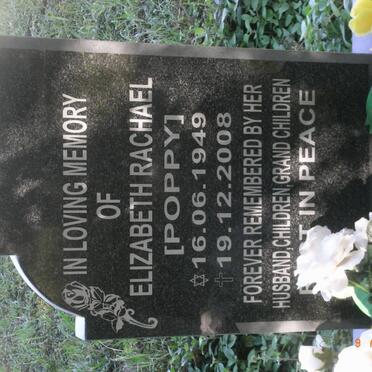 IN LOVING MEMORY
OF
ELIZABETH RACHAEL
[POPPY]
✡ 16.06.1949
✝ 19.12.2008
FOREVER REMEMBERED BY HER
HUSBAND, CHILDREN, GRAND CHILDREN
IN PEACE
9